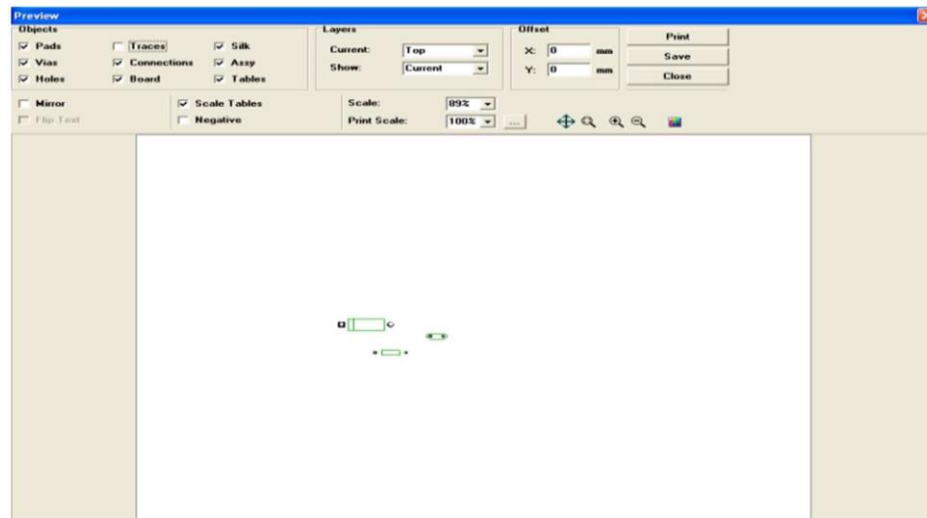 Preview
Objects
Pads
Traces
Silk
Vias
Connections
Assy
Holes
Board
Tables
Layers
Current: Top
Show: Current
Offset
X: 0 mm
Y: 0 mm
Print
Save
Close
Mirror
Flip Text
Scale Tables
Negative
Scale: 89%
Print Scale: 100% ...